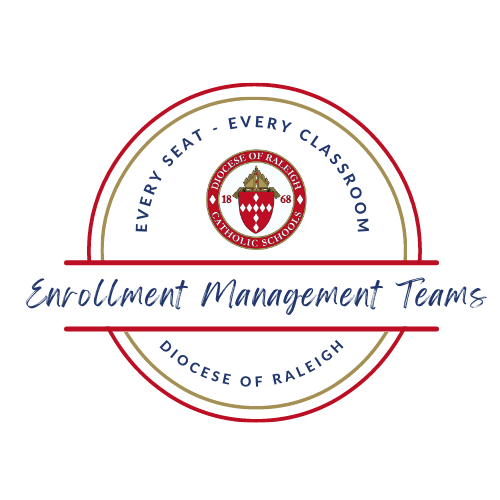 EVERY SEAT - EVERY CLASSROOM
DIOCESE OF RALEIGH
18 68
CATHOLIC SCHOOLS
Enrollment Management Teams
DIOCESE OF RALEIGH